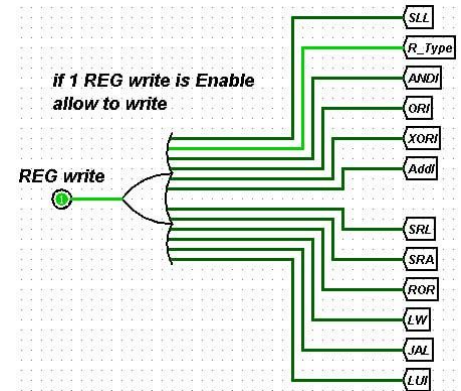 SLL
R_Type
if 1 REG write is Enable
allow to write
ANDI
ORI
XORI
AddI
REG write
1
SRL
SRA
ROR
LW
JAL
LUI